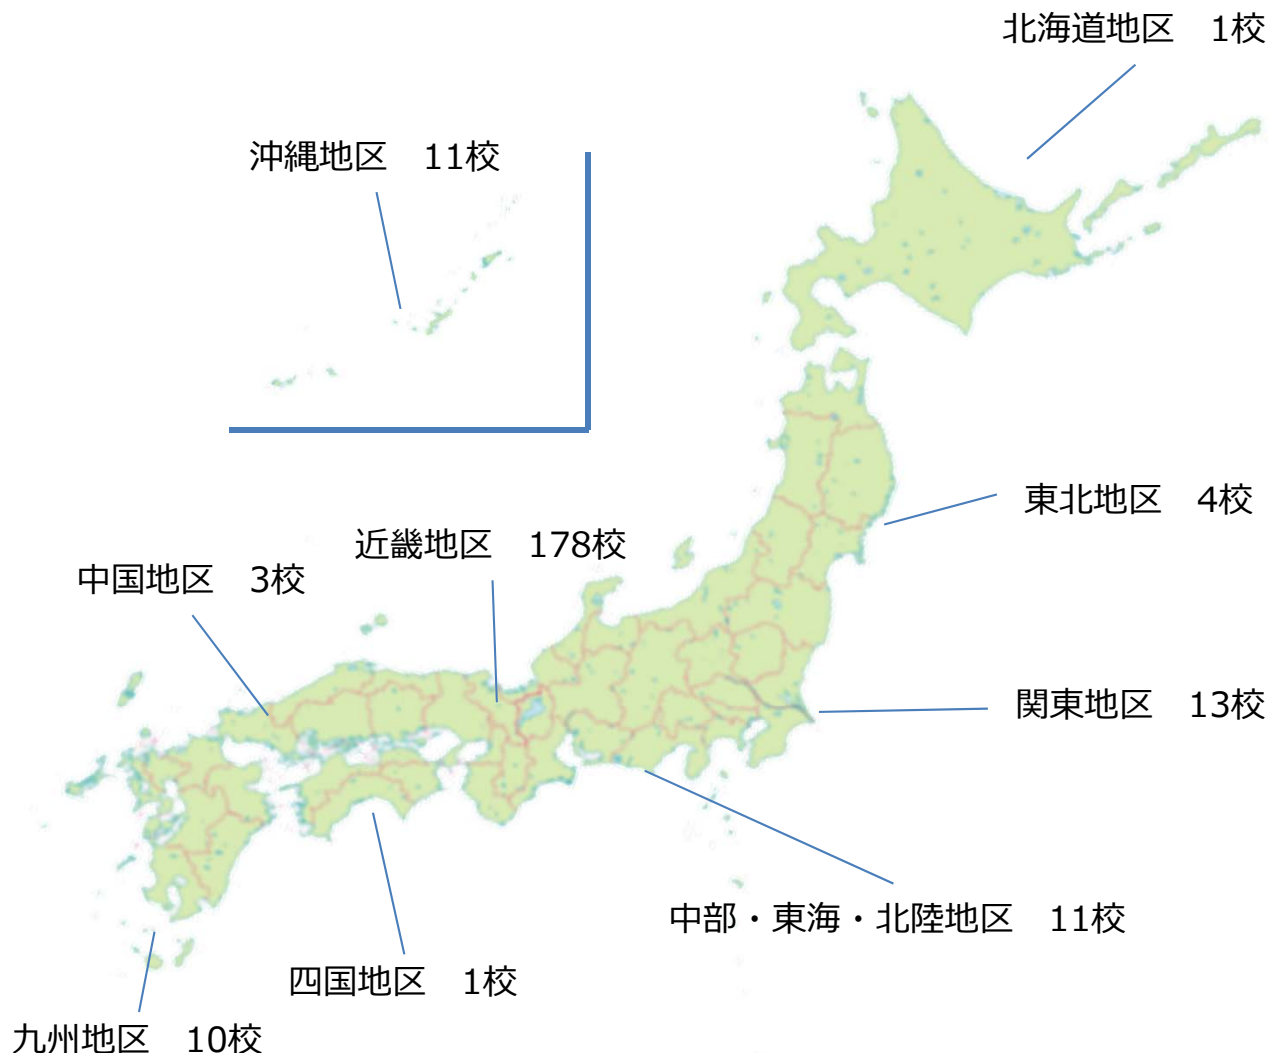 北海道地区　1校
沖縄地区　11校
東北地区　4校
近畿地区　178校
中国地区　3校
関東地区　13校
中部・東海・北陸地区　11校
四国地区　1校
九州地区　10校